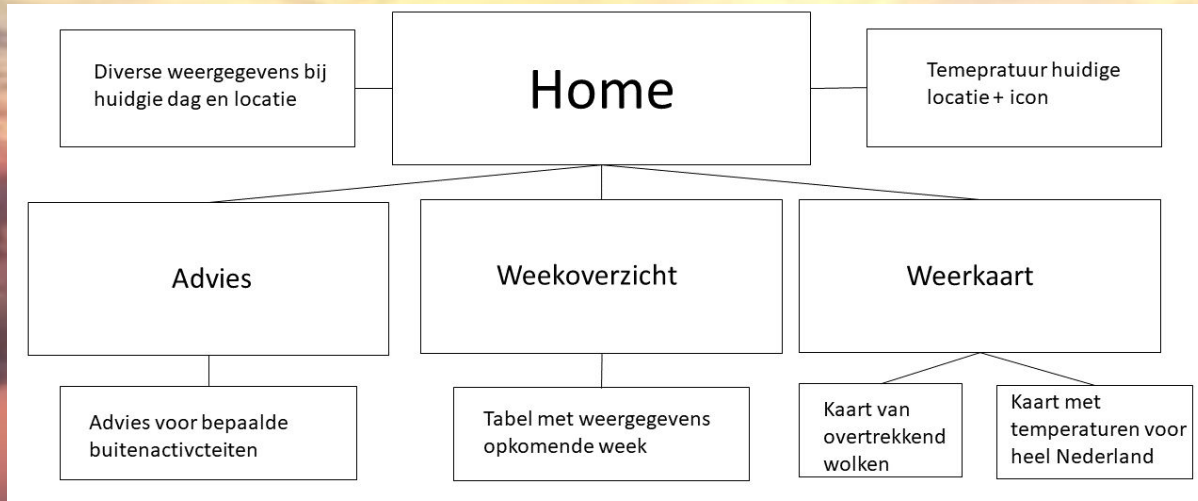 Diverse weergegevens bij
huidgie dag en locatie
Home
Temepratuur huidige
locatie + icon
Advies
Weekoverzicht
Weerkaart
Advies voor bepaalde
buitenactivcteiten
Tabel met weergegevens
opkomende week
Kaart van
overtrekkend
wolken
Kaart met
temperaturen voor
heel Nederland